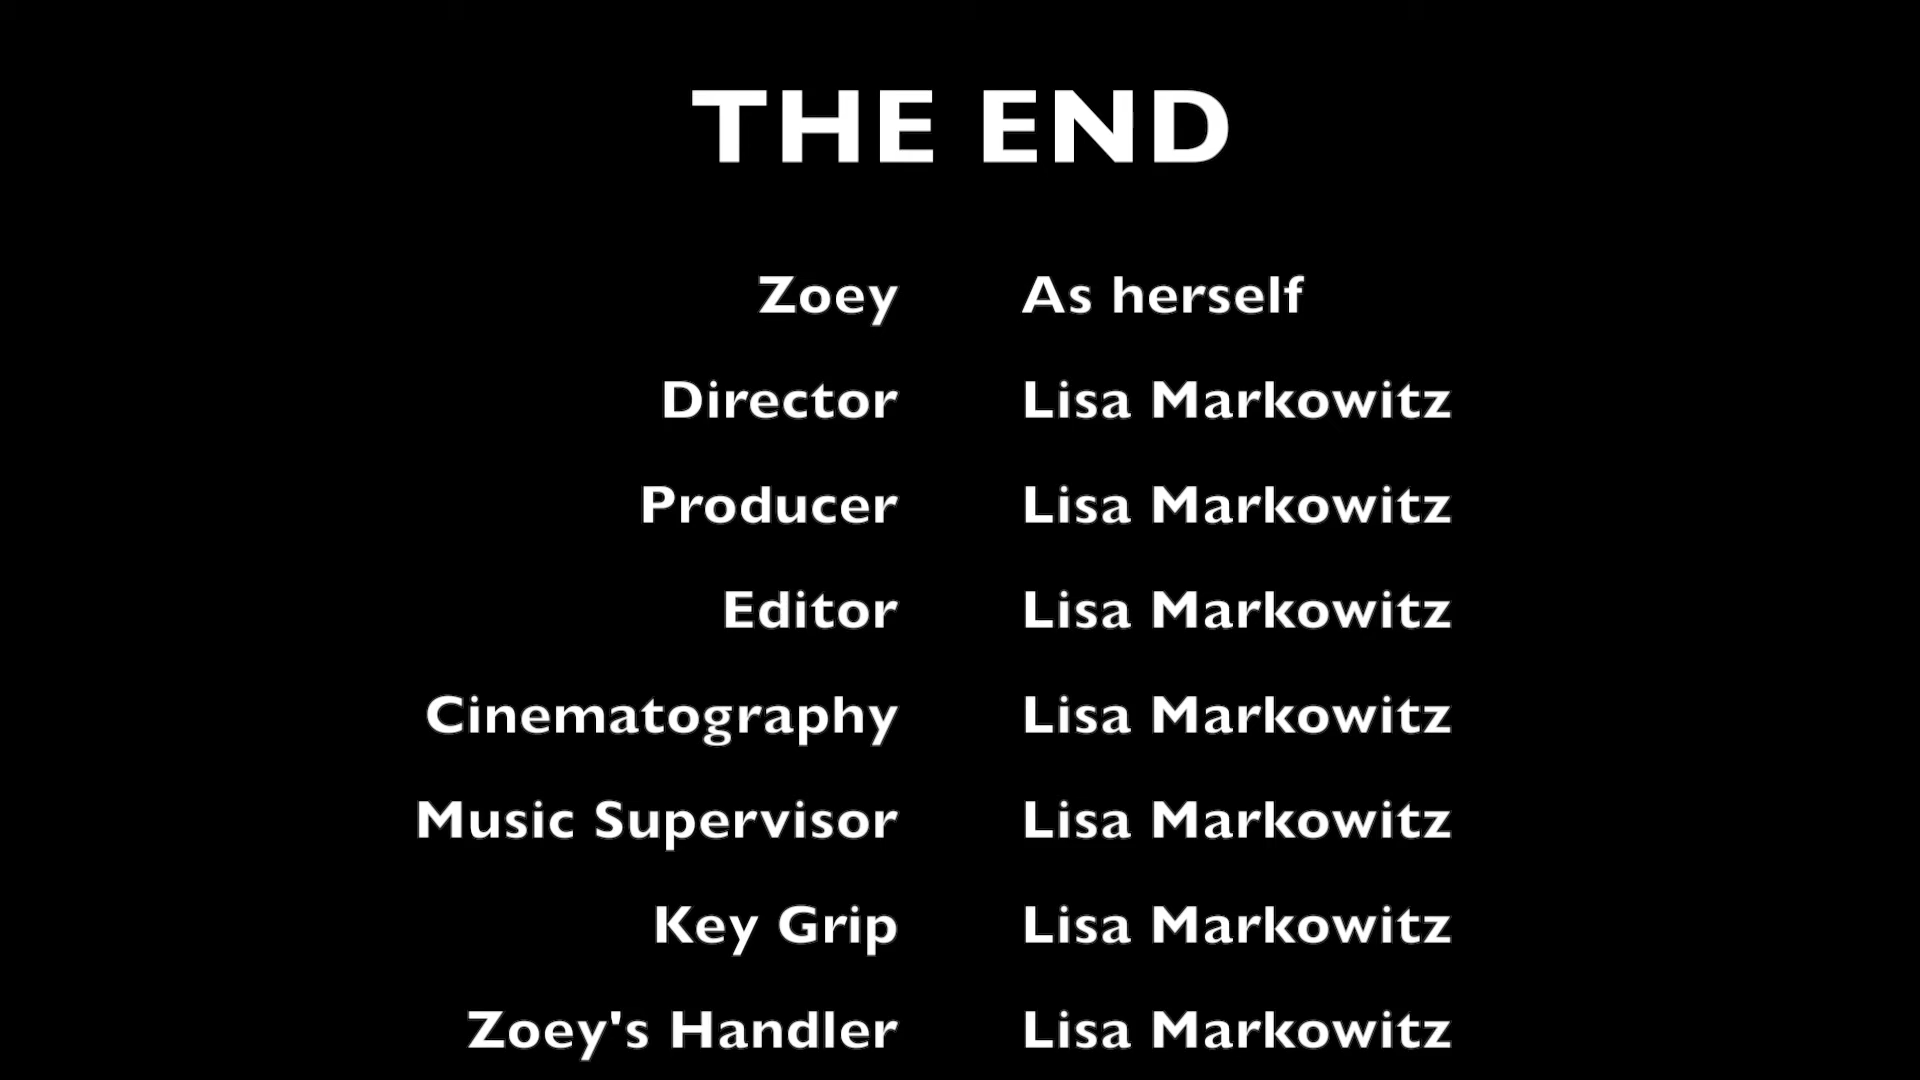 THE END
Zoey As herself
Director Lisa Markowitz
Producer Lisa Markowitz
Editor Lisa Markowitz
Cinematography Lisa Markowitz
Music Supervisor Lisa Markowitz
Key Grip Lisa Markowitz
Zoey's Handler Lisa Markowitz